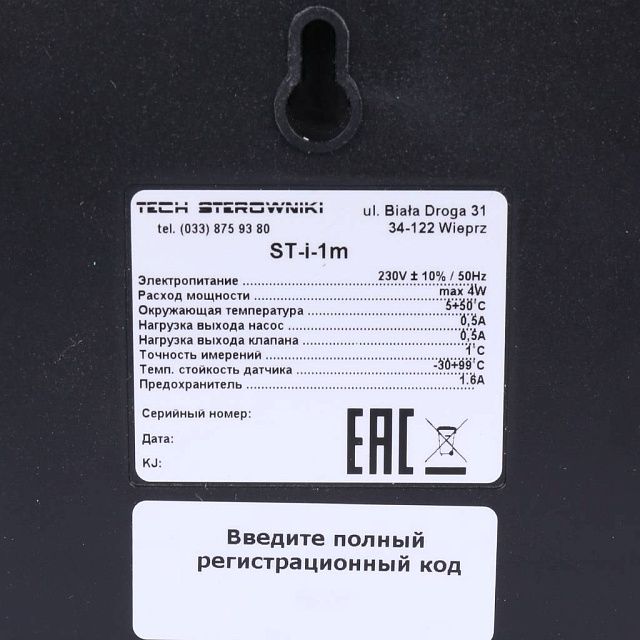 TECH STEROWNIKI ul. Biała Droga 31
tel. (033) 875 93 80 34-122 Wieprz
ST-i-1m
Электропитание 230V ± 10% / 50Hz
Расход мощности max 4W
Окружающая температура 5÷50°C
Нагрузка выхода насос 0,5A
Нагрузка выхода клапана 0,5A
Точность имерений 1°C
Темп. стойкость датчика -30÷99°C
Предохранитель 1.6A
Серийный номер:
Дата:
KJ:
EAC
Введите полный
регистрационный код